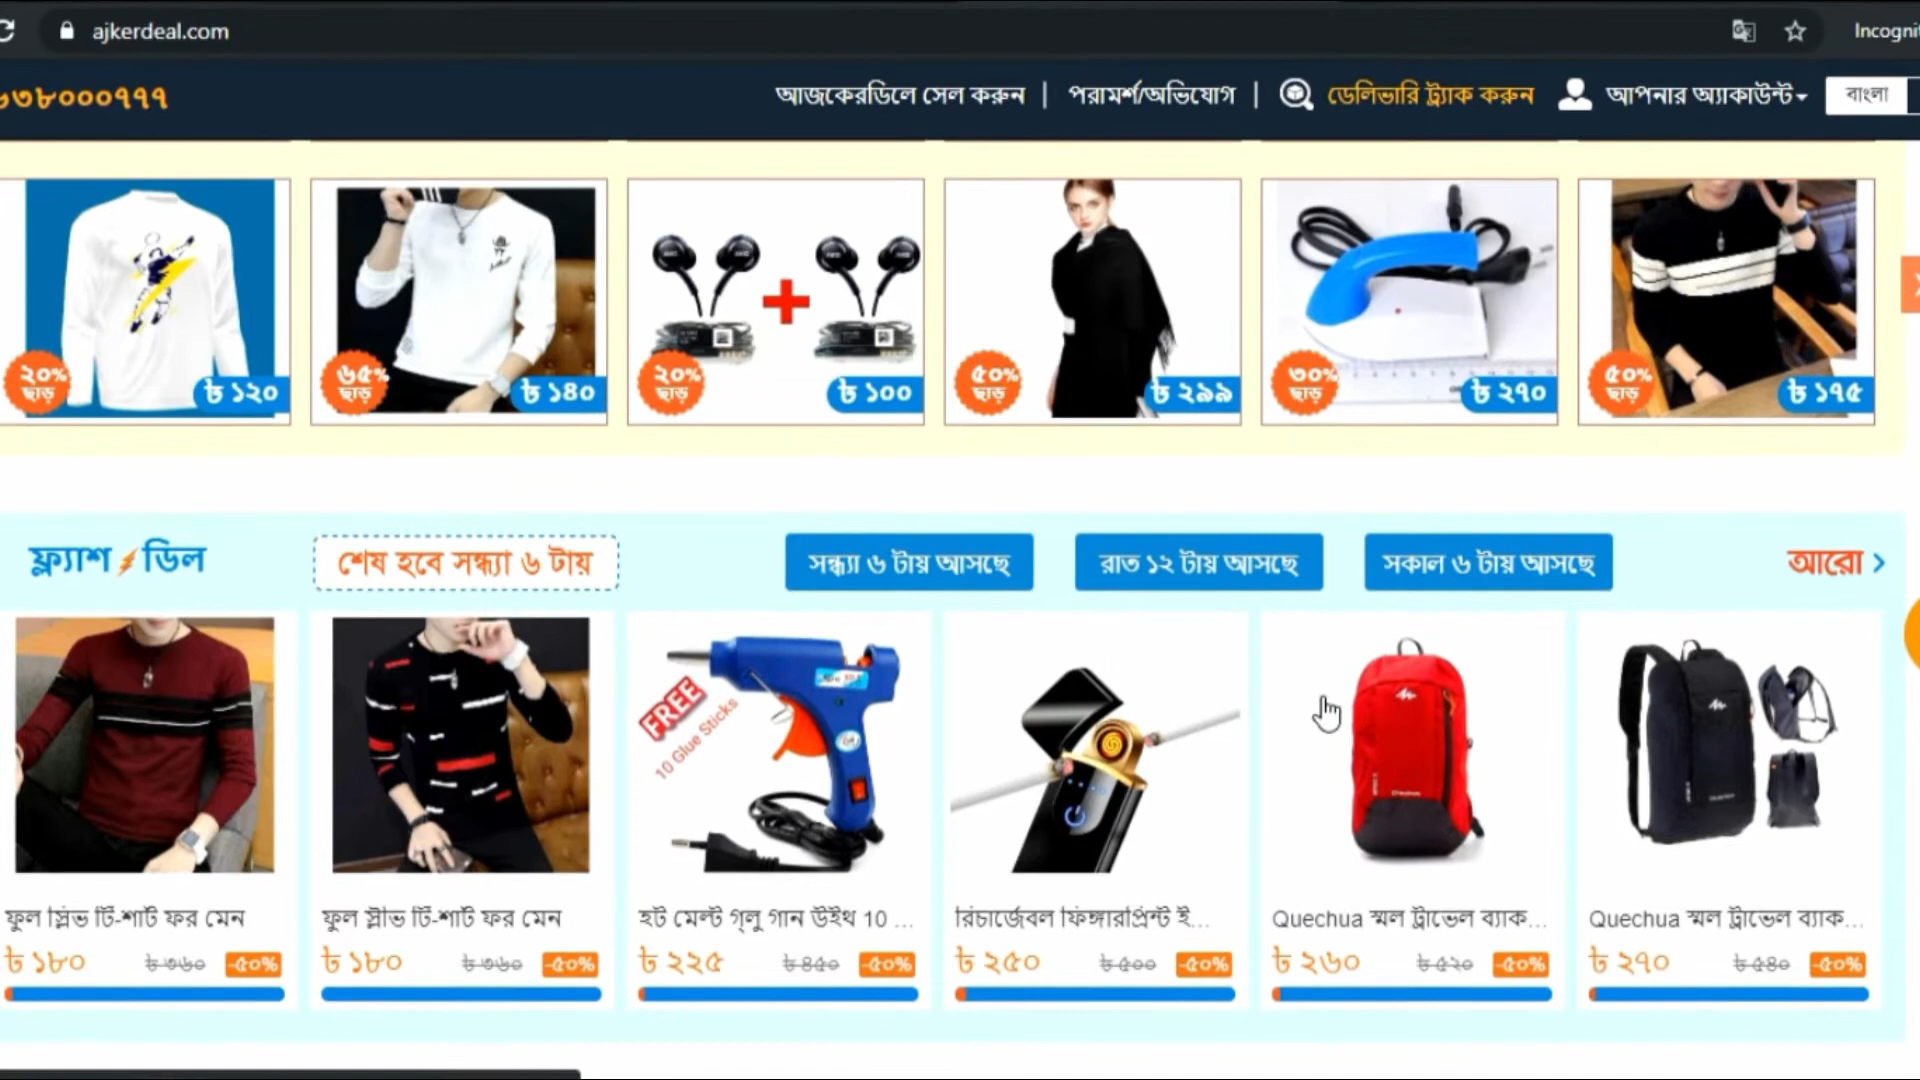 ajkerdeal.com
Incogni
৬৩৮০০০৭৭৭
আজকেরডিলে সেল করুন | পরামর্শ/অভিযোগ | ডেলিভারি ট্র্যাক করুন আপনার অ্যাকাউন্ট বাংলা
২০% ছাড় ৳ ১২০
৬৫% ছাড় ৳ ১৪০
২০% ছাড় ৳ ১০০
৫০% ছাড় ৳ ২৯৯
৩০% ছাড় ৳ ২৭০
৫০% ছাড় ৳ ১৭৫
ফ্ল্যাশ ডিল
শেষ হবে সন্ধ্যা ৬ টায়
সন্ধ্যা ৬ টায় আসছে
রাত ১২ টায় আসছে
সকাল ৬ টায় আসছে
আরো >
FREE
10 Glue Sticks
ফুল স্লিভ টি-শার্ট ফর মেন
৳ ১৮০ ৳ ৩৬০ -৫০%
ফুল স্লীভ টি-শার্ট ফর মেন
৳ ১৮০ ৳ ৩৬০ -৫০%
হট মেল্ট গ্লু গান উইথ 10 ...
৳ ২২৫ ৳ ৪৫০ -৫০%
রিচার্জেবল ফিঙ্গারপ্রিন্ট ই...
৳ ২৫০ ৳ ৫০০ -৫০%
Quechua স্মল ট্রাভেল ব্যাক...
৳ ২৬০ ৳ ৫২০ -৫০%
Quechua স্মল ট্রাভেল ব্যাক...
৳ ২৭০ ৳ ৫৪০ -৫০%